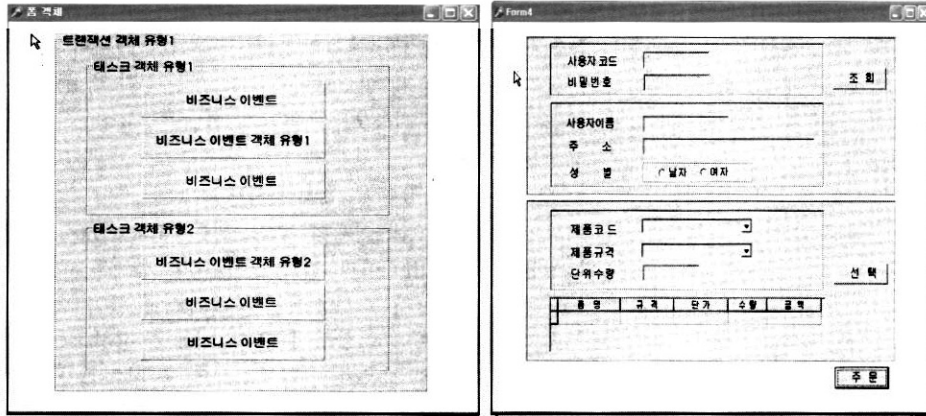 폼 객체
트랜잭션 객체 유형1
태스크 객체 유형1
비즈니스 이벤트
비즈니스 이벤트 객체 유형1
비즈니스 이벤트
태스크 객체 유형2
비즈니스 이벤트 객체 유형2
비즈니스 이벤트
비즈니스 이벤트
Form4
사용자 코드
비밀번호
조 회
사용자이름
주 소
성 별
남자 여자
제품코드
제품규격
단위수량
선 택
품 명 규 격 단가 수량 금액
주 문